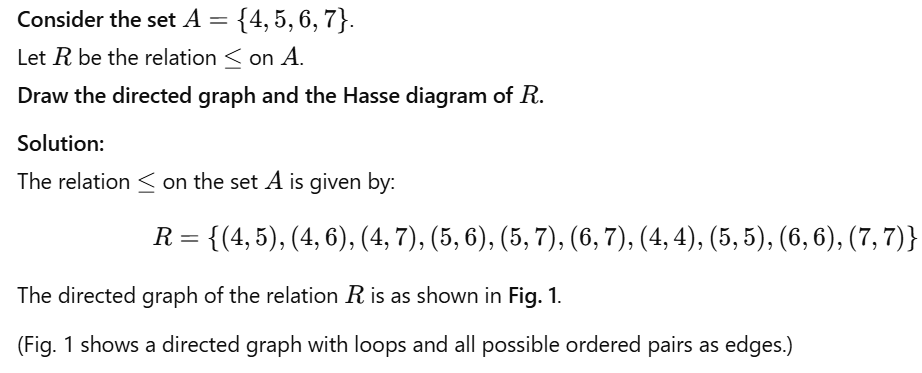 Consider the set A = {4, 5, 6, 7}.
Let R be the relation ≤ on A.
Draw the directed graph and the Hasse diagram of R.
Solution:
The relation ≤ on the set A is given by:
R = {(4, 5), (4, 6), (4, 7), (5, 6), (5, 7), (6, 7), (4, 4), (5, 5), (6, 6), (7, 7)}
The directed graph of the relation R is as shown in Fig. 1.
(Fig. 1 shows a directed graph with loops and all possible ordered pairs as edges.)